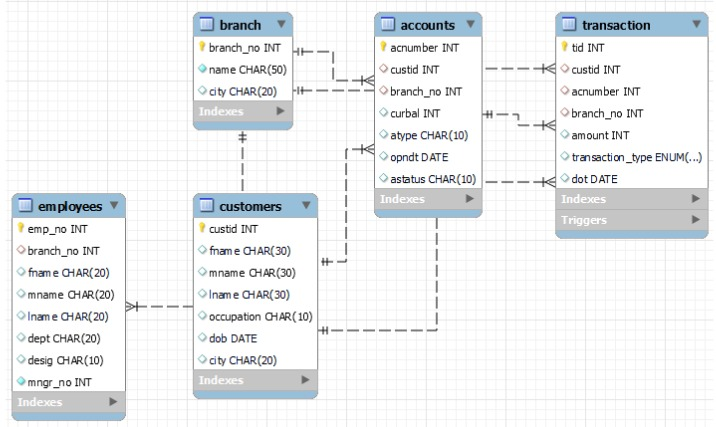 branch
branch_no INT
name CHAR(50)
city CHAR(20)
Indexes
accounts
acnumber INT
custid INT
branch_no INT
curbal INT
atype CHAR(10)
opndt DATE
astatus CHAR(10)
Indexes
transaction
tid INT
custid INT
acnumber INT
branch_no INT
amount INT
transaction_type ENUM(...)
dot DATE
Indexes
Triggers
employees
emp_no INT
branch_no INT
fname CHAR(20)
mname CHAR(20)
lname CHAR(20)
dept CHAR(20)
desig CHAR(10)
mngr_no INT
Indexes
customers
custid INT
fname CHAR(30)
mname CHAR(30)
lname CHAR(30)
occupation CHAR(10)
dob DATE
city CHAR(20)
Indexes